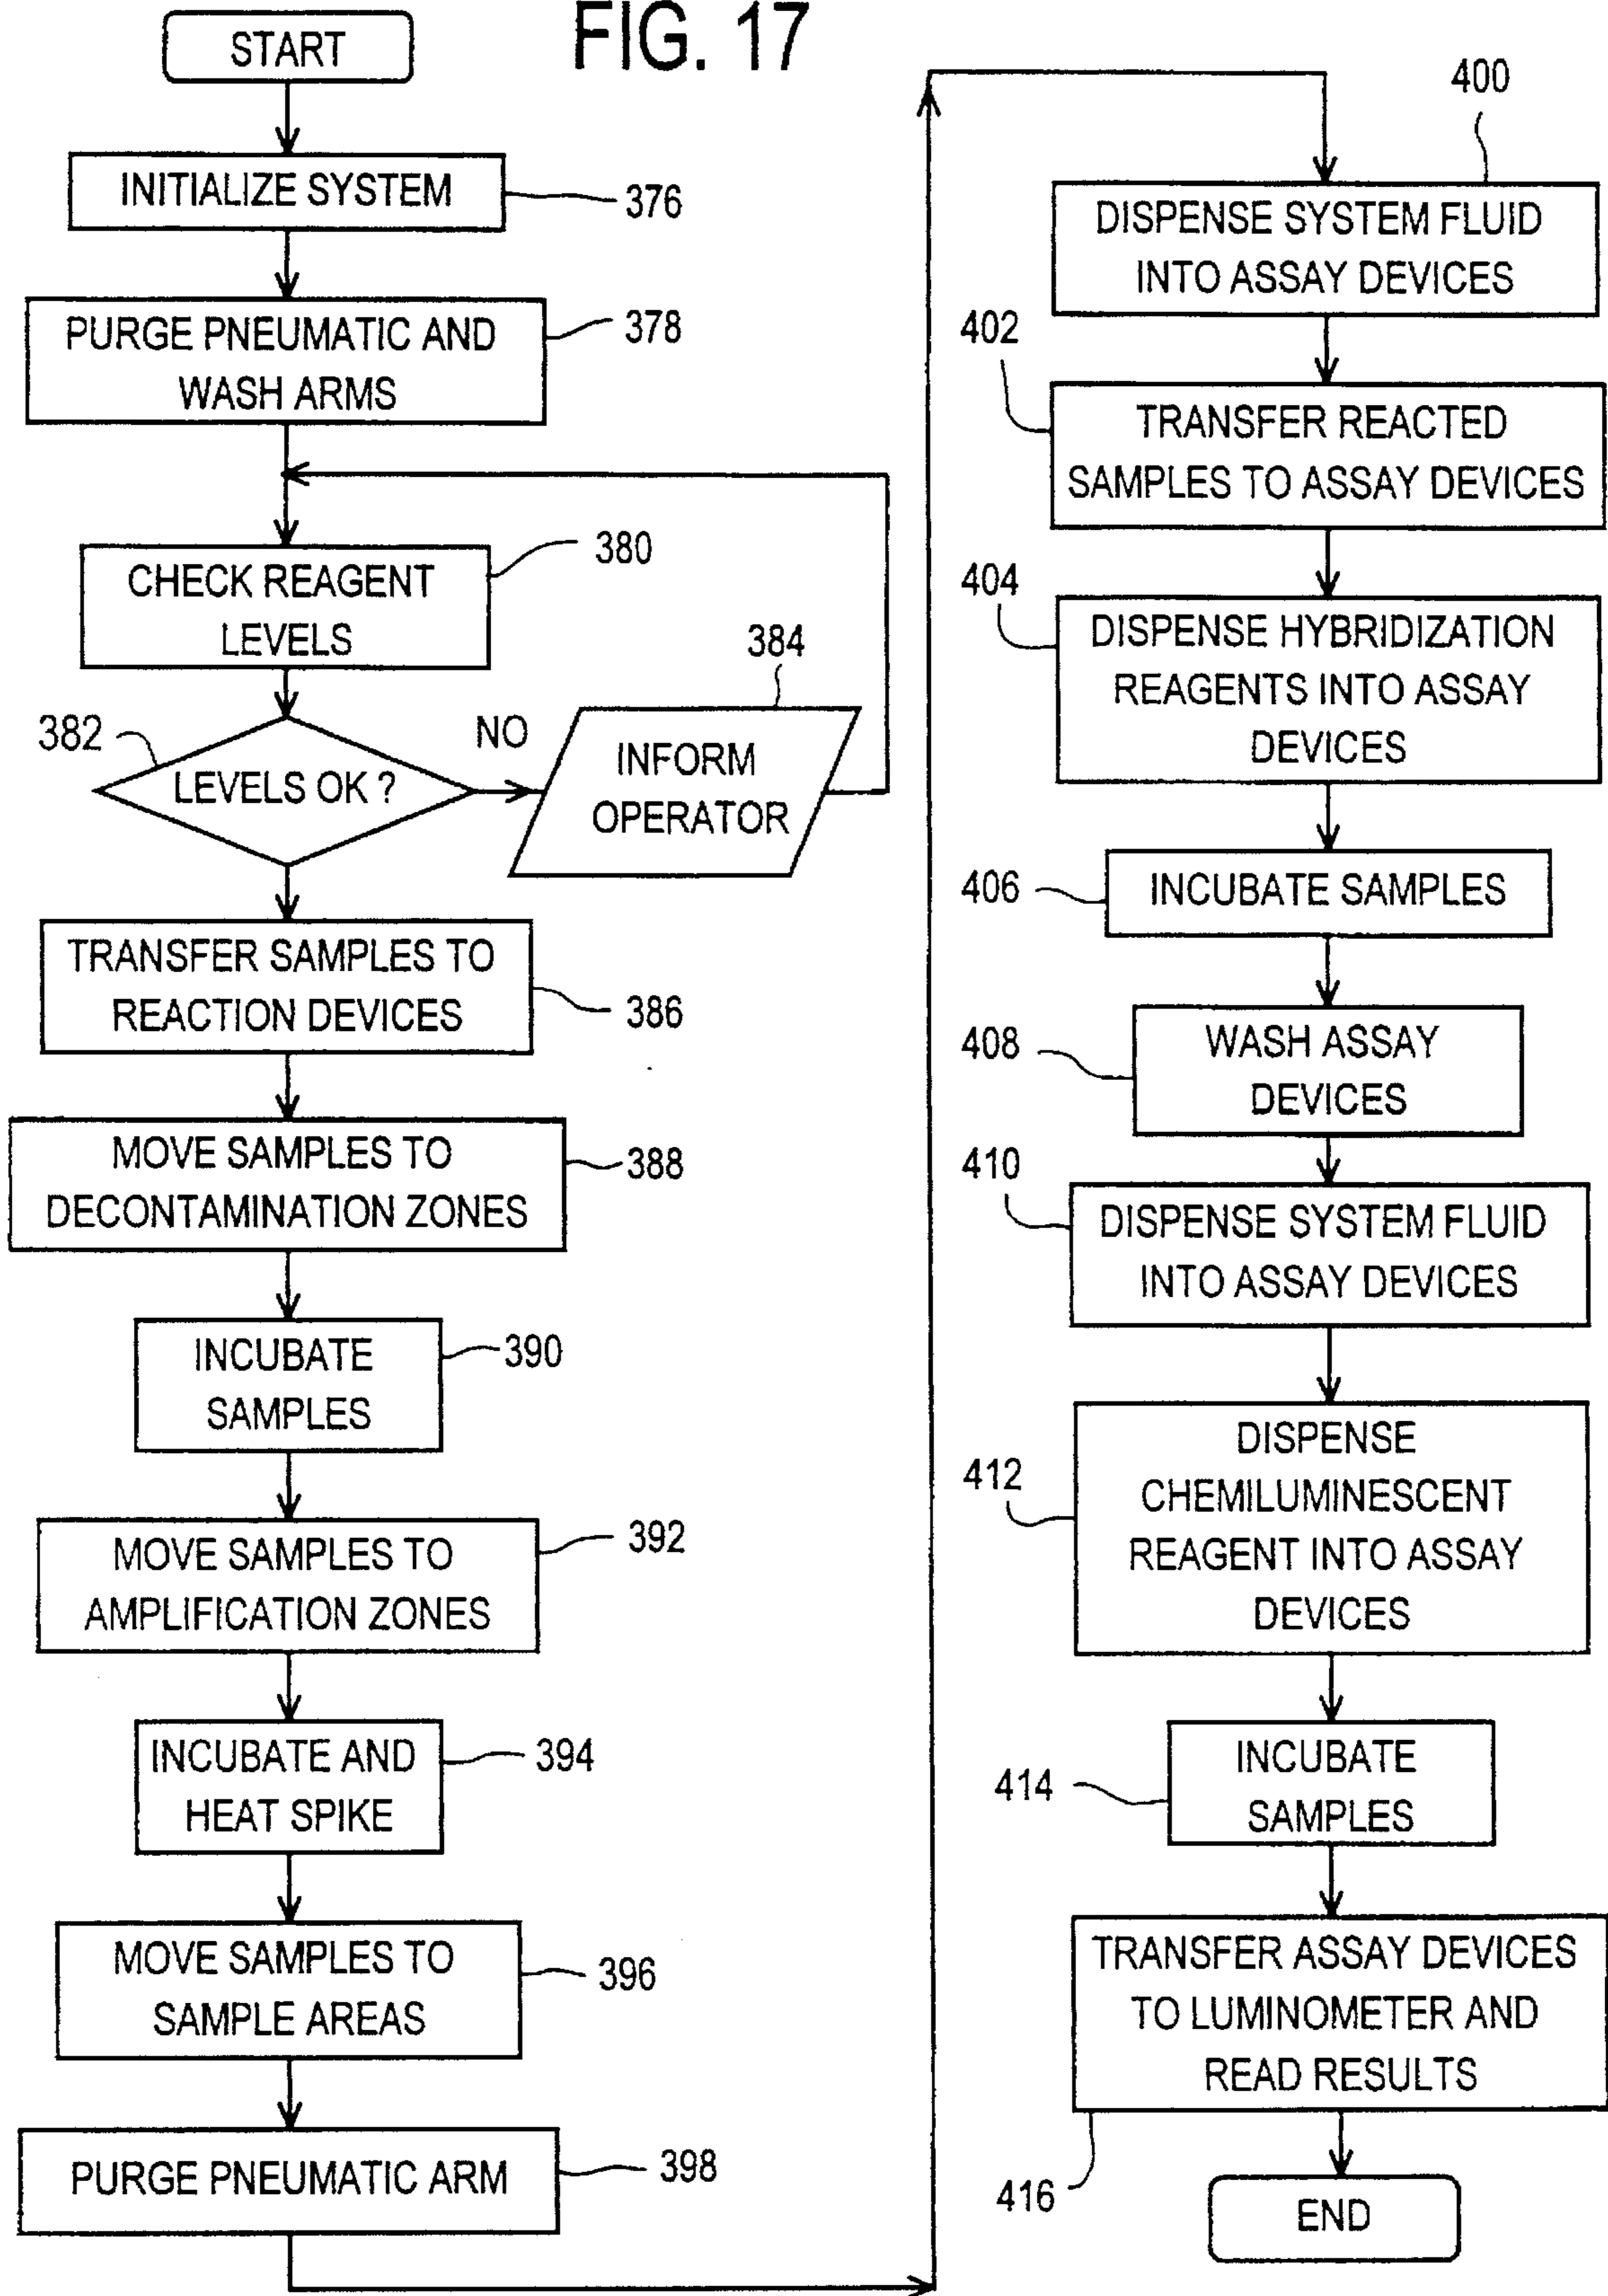 FIG. 17
START
INITIALIZE SYSTEM
376
PURGE PNEUMATIC AND
WASH ARMS
378
CHECK REAGENT
LEVELS
380
382
LEVELS OK ?
NO
384
INFORM
OPERATOR
TRANSFER SAMPLES TO
REACTION DEVICES
386
MOVE SAMPLES TO
DECONTAMINATION ZONES
388
INCUBATE
SAMPLES
390
MOVE SAMPLES TO
AMPLIFICATION ZONES
392
INCUBATE AND
HEAT SPIKE
394
MOVE SAMPLES TO
SAMPLE AREAS
396
PURGE PNEUMATIC ARM
398
400
DISPENSE SYSTEM FLUID
INTO ASSAY DEVICES
402
TRANSFER REACTED
SAMPLES TO ASSAY DEVICES
404
DISPENSE HYBRIDIZATION
REAGENTS INTO ASSAY
DEVICES
406
INCUBATE SAMPLES
408
WASH ASSAY
DEVICES
410
DISPENSE SYSTEM FLUID
INTO ASSAY DEVICES
412
DISPENSE
CHEMILUMINESCENT
REAGENT INTO ASSAY
DEVICES
414
INCUBATE
SAMPLES
TRANSFER ASSAY DEVICES
TO LUMINOMETER AND
READ RESULTS
416
END